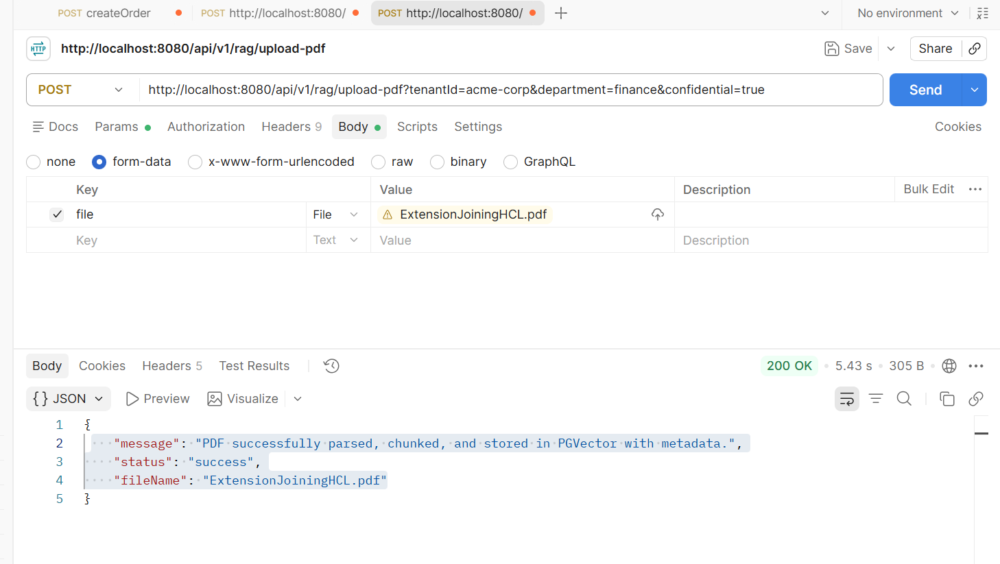 POST createOrder POST http://localhost:8080/ POST http://localhost:8080/ No environment
HTTP http://localhost:8080/api/v1/rag/upload-pdf Save Share
POST http://localhost:8080/api/v1/rag/upload-pdf?tenantId=acme-corp&department=finance&confidential=true Send
Docs Params Authorization Headers 9 Body Scripts Settings Cookies
none form-data x-www-form-urlencoded raw binary GraphQL
Key Value Description Bulk Edit
file File ExtensionJoiningHCL.pdf
Key Text Value Description
Body Cookies Headers 5 Test Results 200 OK 5.43 s 305 B
{} JSON Preview Visualize
1 {
2 "message": "PDF successfully parsed, chunked, and stored in PGVector with metadata.",
3 "status": "success",
4 "fileName": "ExtensionJoiningHCL.pdf"
5 }